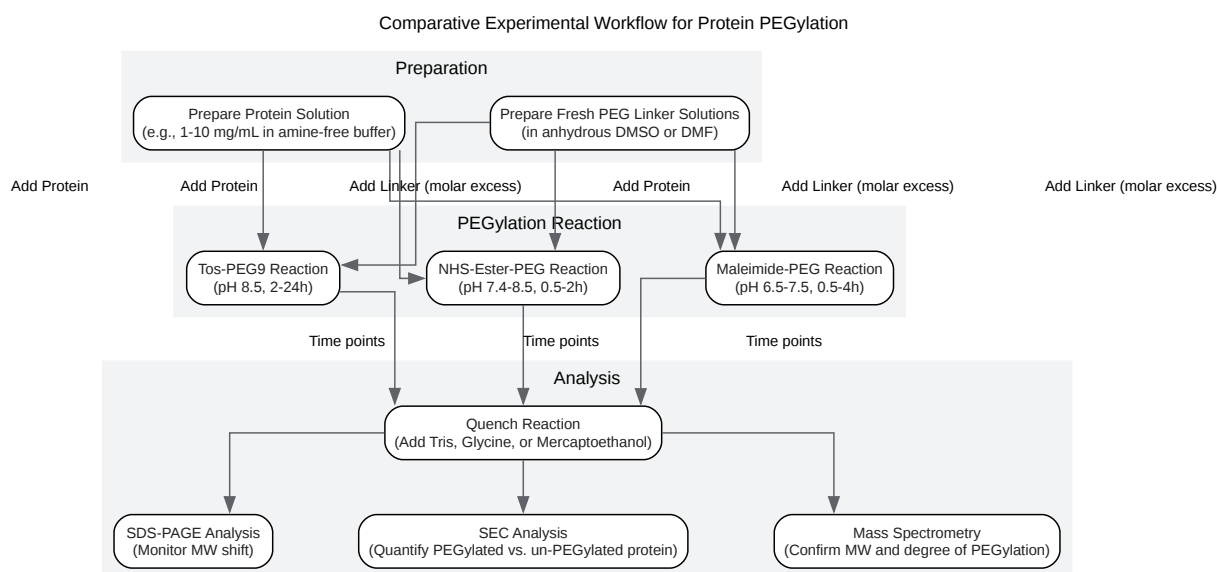 Comparative Experimental Workflow for Protein PEGylation
Preparation
Prepare Protein Solution
(e.g., 1-10 mg/mL in amine-free buffer)
Prepare Fresh PEG Linker Solutions
(in anhydrous DMSO or DMF)
Add Protein
Add Protein
Add Linker (molar excess)
Add Protein
Add Linker (molar excess)
Add Linker (molar excess)
PEGylation Reaction
Tos-PEG9 Reaction
(pH 8.5, 2-24h)
NHS-Ester-PEG Reaction
(pH 7.4-8.5, 0.5-2h)
Maleimide-PEG Reaction
(pH 6.5-7.5, 0.5-4h)
Time points
Time points
Time points
Analysis
Quench Reaction
(Add Tris, Glycine, or Mercaptoethanol)
SDS-PAGE Analysis
(Monitor MW shift)
SEC Analysis
(Quantify PEGylated vs. un-PEGylated protein)
Mass Spectrometry
(Confirm MW and degree of PEGylation)